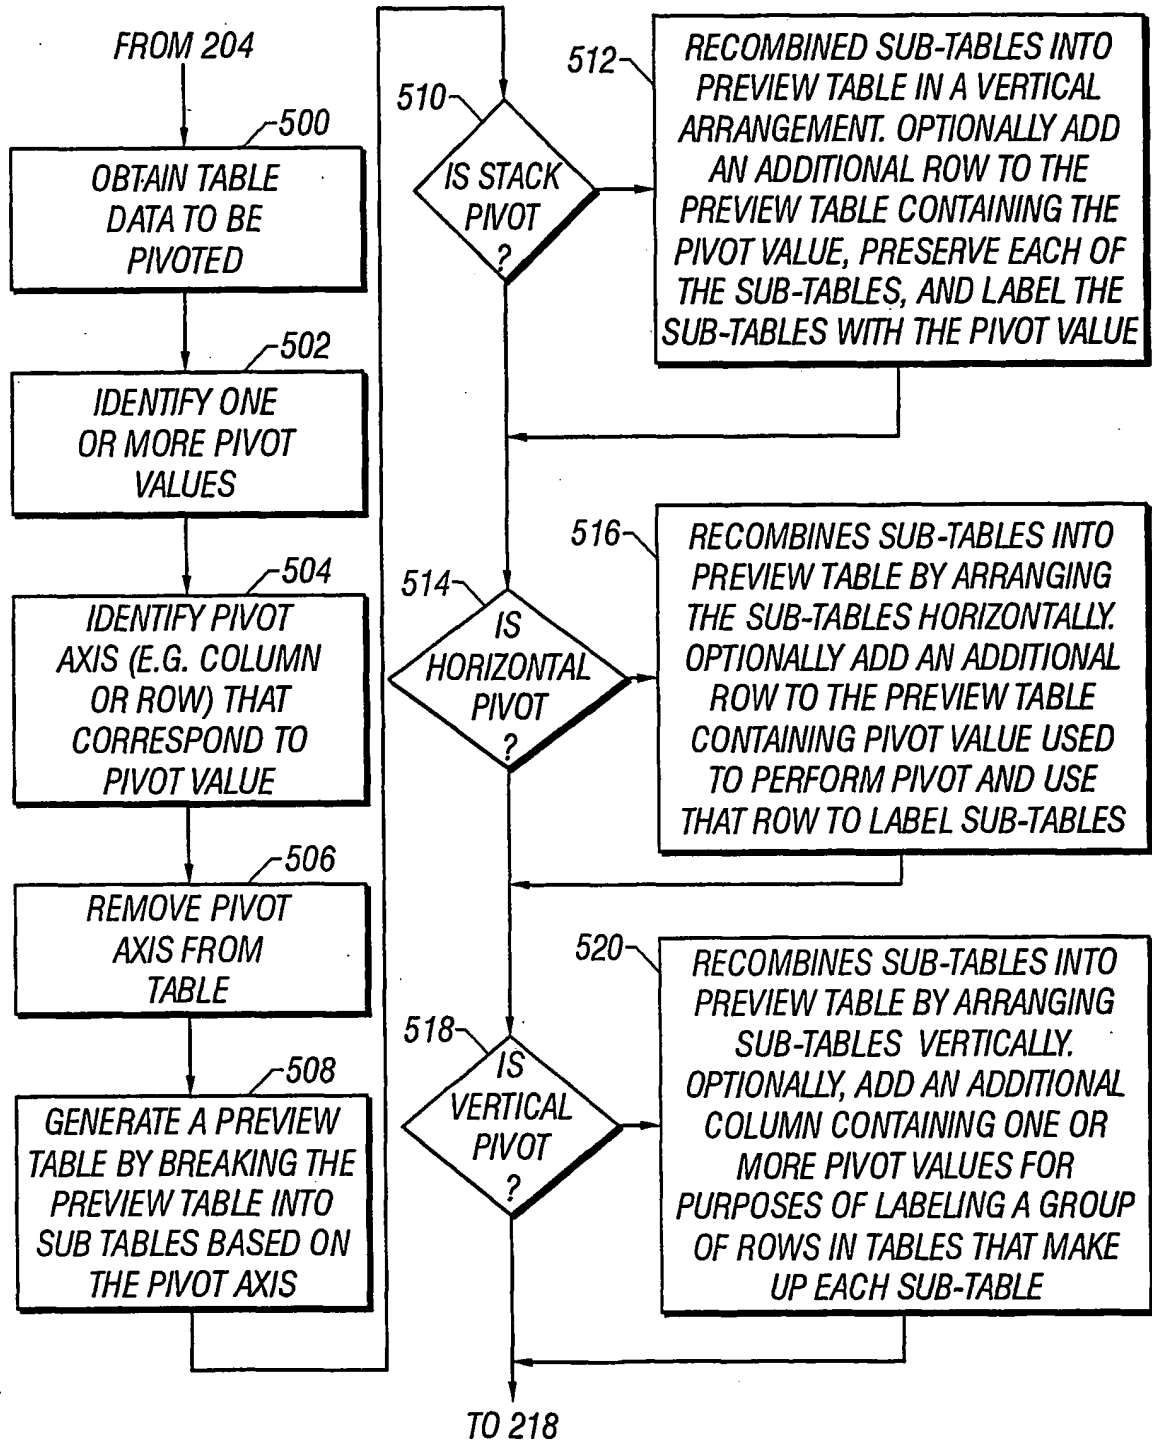 FROM 204
500
OBTAIN TABLE
DATA TO BE
PIVOTED
502
IDENTIFY ONE
OR MORE PIVOT
VALUES
504
IDENTIFY PIVOT
AXIS (E.G. COLUMN
OR ROW) THAT
CORRESPOND TO
PIVOT VALUE
506
REMOVE PIVOT
AXIS FROM
TABLE
508
GENERATE A PREVIEW
TABLE BY BREAKING THE
PREVIEW TABLE INTO
SUB TABLES BASED ON
THE PIVOT AXIS
510
IS STACK
PIVOT
?
512
RECOMBINED SUB-TABLES INTO
PREVIEW TABLE IN A VERTICAL
ARRANGEMENT. OPTIONALLY ADD
AN ADDITIONAL ROW TO THE
PREVIEW TABLE CONTAINING THE
PIVOT VALUE, PRESERVE EACH OF
THE SUB-TABLES, AND LABEL THE
SUB-TABLES WITH THE PIVOT VALUE
514
IS
HORIZONTAL
PIVOT
?
516
RECOMBINES SUB-TABLES INTO
PREVIEW TABLE BY ARRANGING
THE SUB-TABLES HORIZONTALLY.
OPTIONALLY ADD AN ADDITIONAL
ROW TO THE PREVIEW TABLE
CONTAINING PIVOT VALUE USED
TO PERFORM PIVOT AND USE
THAT ROW TO LABEL SUB-TABLES
518
IS
VERTICAL
PIVOT
?
520
RECOMBINES SUB-TABLES INTO
PREVIEW TABLE BY ARRANGING
SUB-TABLES VERTICALLY.
OPTIONALLY, ADD AN ADDITIONAL
COLUMN CONTAINING ONE OR
MORE PIVOT VALUES FOR
PURPOSES OF LABELING A GROUP
OF ROWS IN TABLES THAT MAKE
UP EACH SUB-TABLE
TO 218